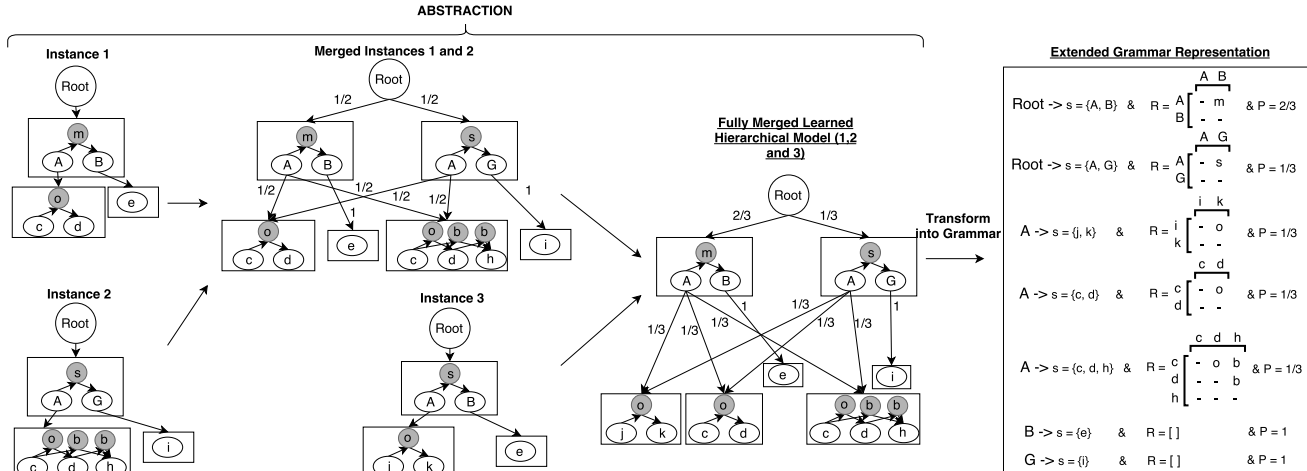 ABSTRACTION
Instance 1
Root
m
A B
o
c d
e
Instance 2
Root
s
A G
o b b
c d h
i
Merged Instances 1 and 2
Root
1/2 1/2
m
A B
s
A G
1/2 1/2 1/2 1/2 1
1
o
c d
e
o b b
c d h
i
Instance 3
Root
s
A B
o
j k
e
Fully Merged Learned
Hierarchical Model (1,2
and 3)
Root
2/3 1/3
m
A B
s
A G
1/3 1/3 1/3 1 1/3 1/3 1/3 1
e
i
o
j k
o
c d
o b b
c d h
Transform
into Grammar
Extended Grammar Representation
A B
Root -> s = {A, B} & R = A - m & P = 2/3
B - -
A G
Root -> s = {A, G} & R = A - s & P = 1/3
G - -
i k
A -> s = {j, k} & R = i - o & P = 1/3
k - -
c d
A -> s = {c, d} & R = c - o & P = 1/3
d - -
c d h
A -> s = {c, d, h} & R = c - o b & P = 1/3
d - - b
h - - -
B -> s = {e} & R = [ ] & P = 1
G -> s = {i} & R = [ ] & P = 1